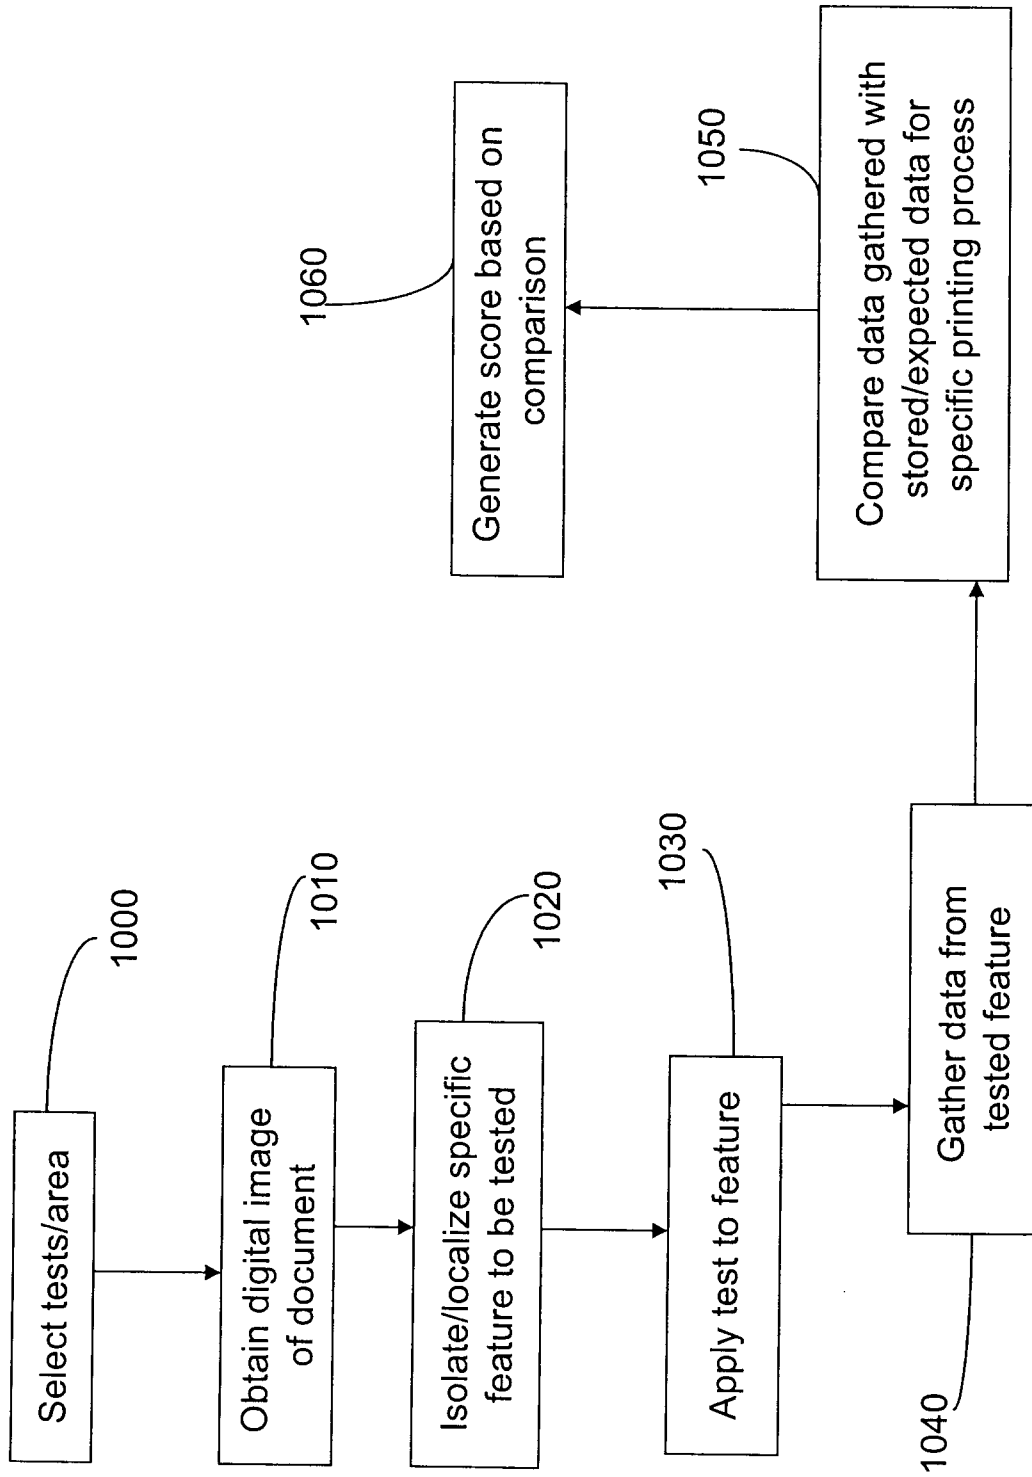 1000
Select tests/area
1010
Obtain digital image
of document
1020
Isolate/localize specific
feature to be tested
1030
Apply test to feature
1040
Gather data from
tested feature
1050
Compare data gathered with
stored/expected data for
specific printing process
1060
Generate score based on
comparison